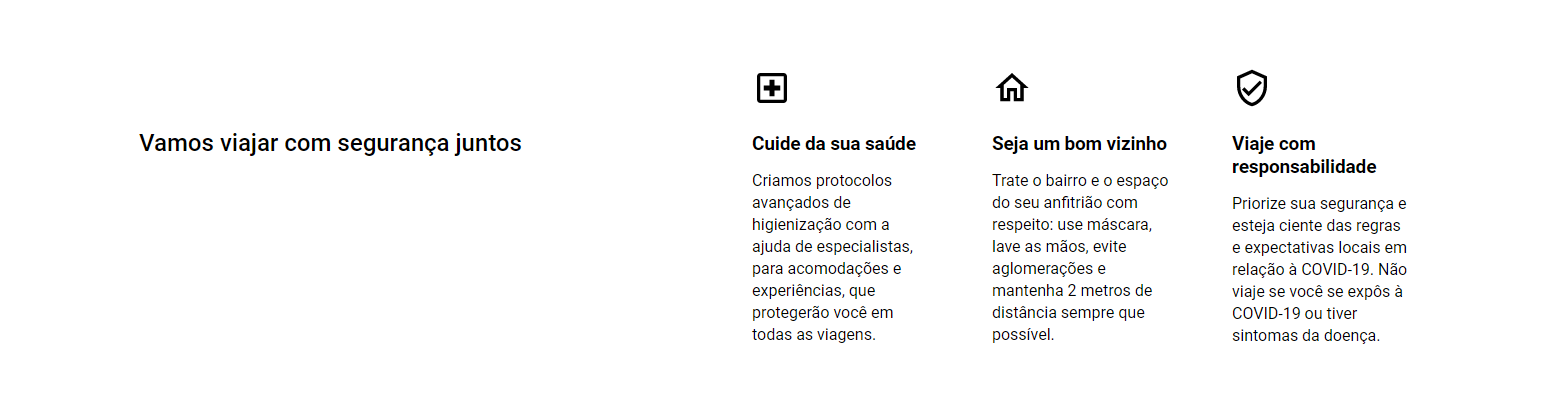 Vamos viajar com segurança juntos
Cuide da sua saúde
Criamos protocolos
avançados de
higienização com a
ajuda de especialistas,
para acomodações e
experiências, que
protegerão você em
todas as viagens.
Seja um bom vizinho
Trate o bairro e o espaço
do seu anfitrião com
respeito: use máscara,
lave as mãos, evite
aglomerações e
mantenha 2 metros de
distância sempre que
possível.
Viaje com
responsabilidade
Priorize sua segurança e
esteja ciente das regras
e expectativas locais em
relação à COVID-19. Não
viaje se você se expôs à
COVID-19 ou tiver
sintomas da doença.